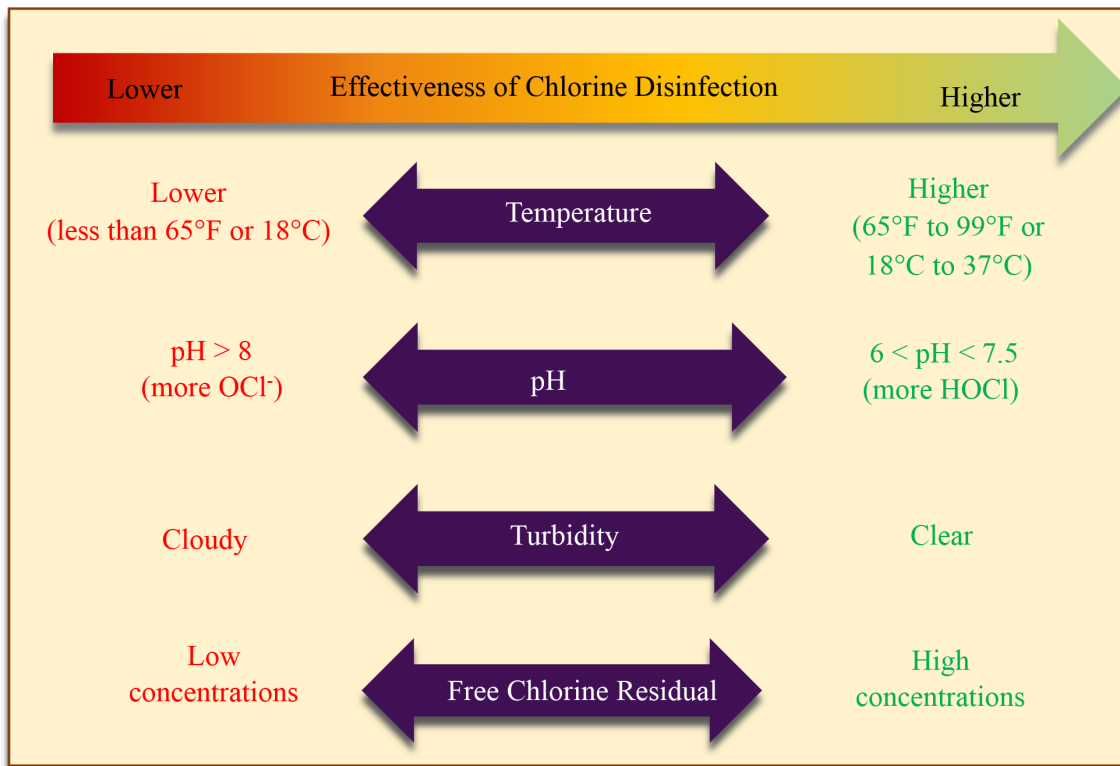 Lower
Effectiveness of Chlorine Disinfection
Higher
Lower
(less than 65°F or 18°C)
Temperature
Higher
(65°F to 99°F or
18°C to 37°C)
pH > 8
(more OCl⁻)
pH
6 < pH < 7.5
(more HOCl)
Cloudy
Turbidity
Clear
Low
concentrations
Free Chlorine Residual
High
concentrations